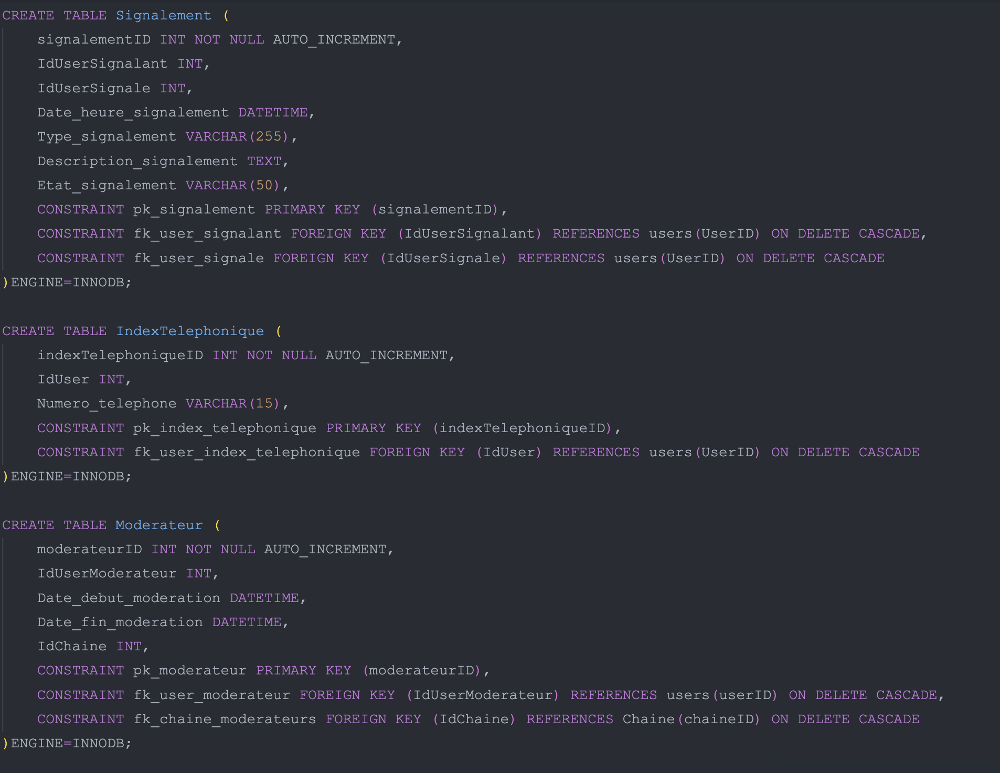 CREATE TABLE Signalement (
signalementID INT NOT NULL AUTO_INCREMENT,
IdUserSignalant INT,
IdUserSignale INT,
Date_heure_signalement DATETIME,
Type_signalement VARCHAR(255),
Description_signalement TEXT,
Etat_signalement VARCHAR(50),
CONSTRAINT pk_signalement PRIMARY KEY (signalementID),
CONSTRAINT fk_user_signalant FOREIGN KEY (IdUserSignalant) REFERENCES users(UserID) ON DELETE CASCADE,
CONSTRAINT fk_user_signale FOREIGN KEY (IdUserSignale) REFERENCES users(UserID) ON DELETE CASCADE
)ENGINE=INNODB;
CREATE TABLE IndexTelephonique (
indexTelephoniqueID INT NOT NULL AUTO_INCREMENT,
IdUser INT,
Numero_telephone VARCHAR(15),
CONSTRAINT pk_index_telephonique PRIMARY KEY (indexTelephoniqueID),
CONSTRAINT fk_user_index_telephonique FOREIGN KEY (IdUser) REFERENCES users(UserID) ON DELETE CASCADE
)ENGINE=INNODB;
CREATE TABLE Moderateur (
moderateurID INT NOT NULL AUTO_INCREMENT,
IdUserModerateur INT,
Date_debut_moderation DATETIME,
Date_fin_moderation DATETIME,
IdChaine INT,
CONSTRAINT pk_moderateur PRIMARY KEY (moderateurID),
CONSTRAINT fk_user_moderateur FOREIGN KEY (IdUserModerateur) REFERENCES users(userID) ON DELETE CASCADE,
CONSTRAINT fk_chaine_moderateurs FOREIGN KEY (IdChaine) REFERENCES Chaine(chaineID) ON DELETE CASCADE
)ENGINE=INNODB;